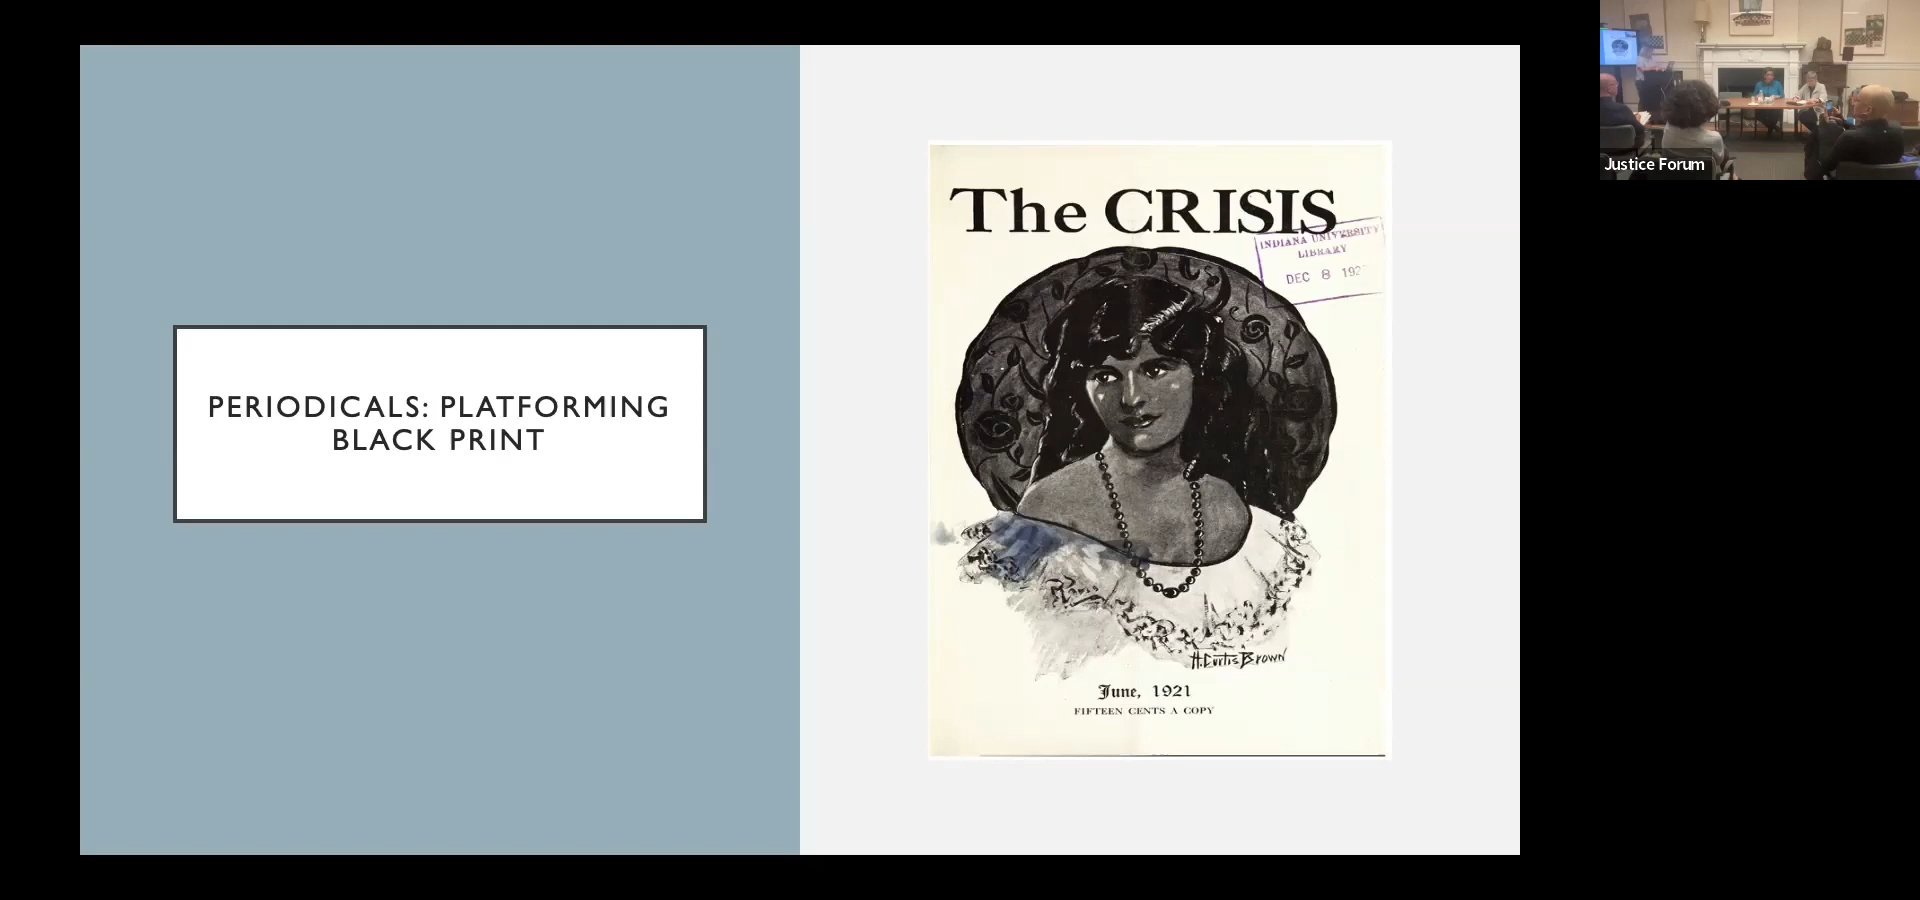 PERIODICALS: PLATFORMING
BLACK PRINT
The CRISIS
INDIANA UNIVERSITY
LIBRARY
DEC 8 192
H. Curtis Brown
June, 1921
FIFTEEN CENTS A COPY
Justice Forum